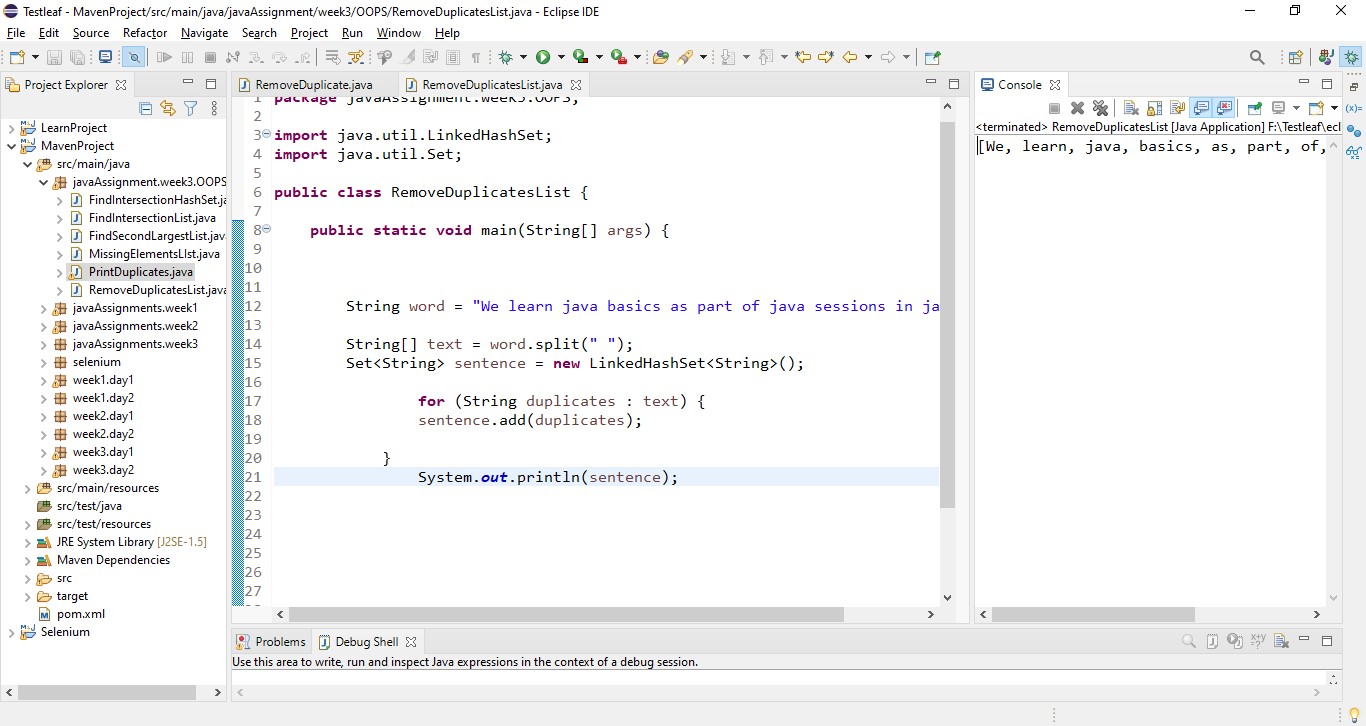 Testleaf - MavenProject/src/main/java/javaAssignment/week3/OOPS/RemoveDuplicatesList.java - Eclipse IDE
File Edit Source Refactor Navigate Search Project Run Window Help
Project Explorer
LearnProject
MavenProject
src/main/java
javaAssignment.week3.OOPS
FindIntersectionHashSet.ja
FindIntersectionList.java
FindSecondLargestList.jav
MissingElementsLIst.java
PrintDuplicates.java
RemoveDuplicatesList.java
javaAssignments.week1
javaAssignments.week2
javaAssignments.week3
selenium
week1.day1
week1.day2
week2.day1
week2.day2
week3.day1
week3.day2
src/main/resources
src/test/java
src/test/resources
JRE System Library [J2SE-1.5]
Maven Dependencies
src
target
pom.xml
Selenium
RemoveDuplicate.java RemoveDuplicatesList.java
1 package javaAssignment.week3.OOPS;
2
3 import java.util.LinkedHashSet;
4 import java.util.Set;
5
6 public class RemoveDuplicatesList {
7
8 public static void main(String[] args) {
9
10
11
12 String word = "We learn java basics as part of java sessions in ja
13
14 String[] text = word.split(" ");
15 Set<String> sentence = new LinkedHashSet<String>();
16
17 for (String duplicates : text) {
18 sentence.add(duplicates);
19
20 }
21 System.out.println(sentence);
22
23
24
25
26
27
Console
<terminated> RemoveDuplicatesList [Java Application] F:\Testleaf\ecl
[We, learn, java, basics, as, part, of,
Problems Debug Shell
Use this area to write, run and inspect Java expressions in the context of a debug session.